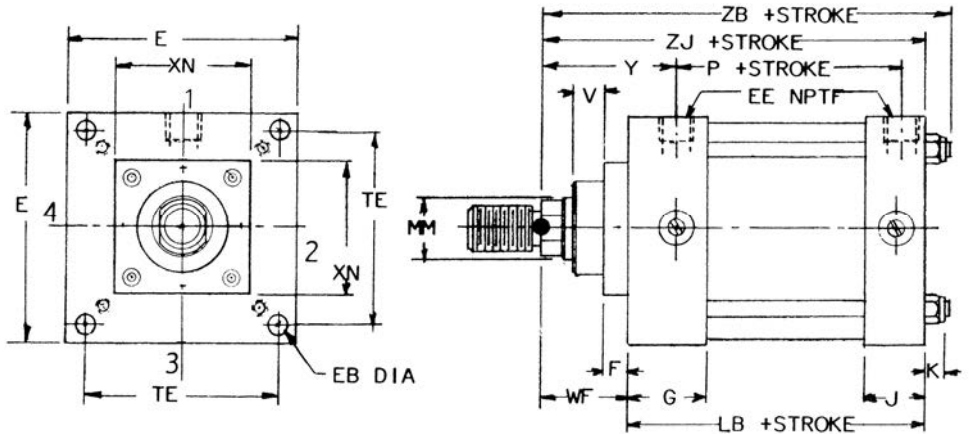 E
XN
1
E
4
2
TE
XN
3
TE
EB DIA
ZB +STROKE
ZJ +STROKE
Y
P +STROKE
V
EE NPTF
MM
F
K
WF
G
J
LB +STROKE